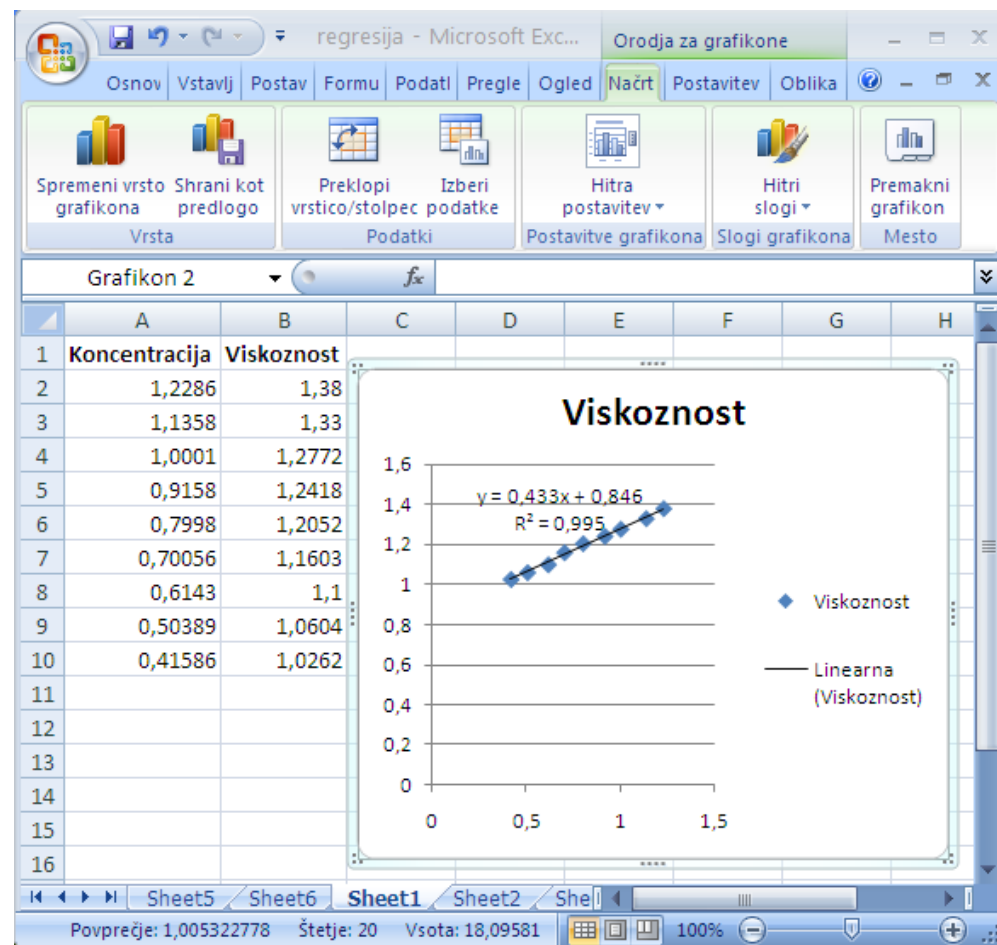 regresija - Microsoft Exc... Orodja za grafikone
Osnov Vstavlj Postav Formu Podatl Pregle Ogled Načrt Postavitev Oblika
Spremeni vrsto grafikona
Shrani kot predlogo
Preklopi vrstico/stolpec
Izberi podatke
Hitra postavitev
Hitri slogi
Premakni grafikon
Vrsta Podatki Postavitve grafikona Slogi grafikona Mesto
Grafikon 2 fx
A B C D E F G H
1 Koncentracija Viskoznost
2 1,2286 1,38
3 1,1358 1,33
4 1,0001 1,2772
5 0,9158 1,2418
6 0,7998 1,2052
7 0,70056 1,1603
8 0,6143 1,1
9 0,50389 1,0604
10 0,41586 1,0262
11
12
13
14
15
16
Viskoznost
1,6
1,4
1,2
1
0,8
0,6
0,4
0,2
0
y = 0,433x + 0,846
R² = 0,995
0 0,5 1 1,5
Viskoznost
Linearna
(Viskoznost)
Sheet5 Sheet6 Sheet1 Sheet2 She
Povprečje: 1,005322778 Štetje: 20 Vsota: 18,09581 100%